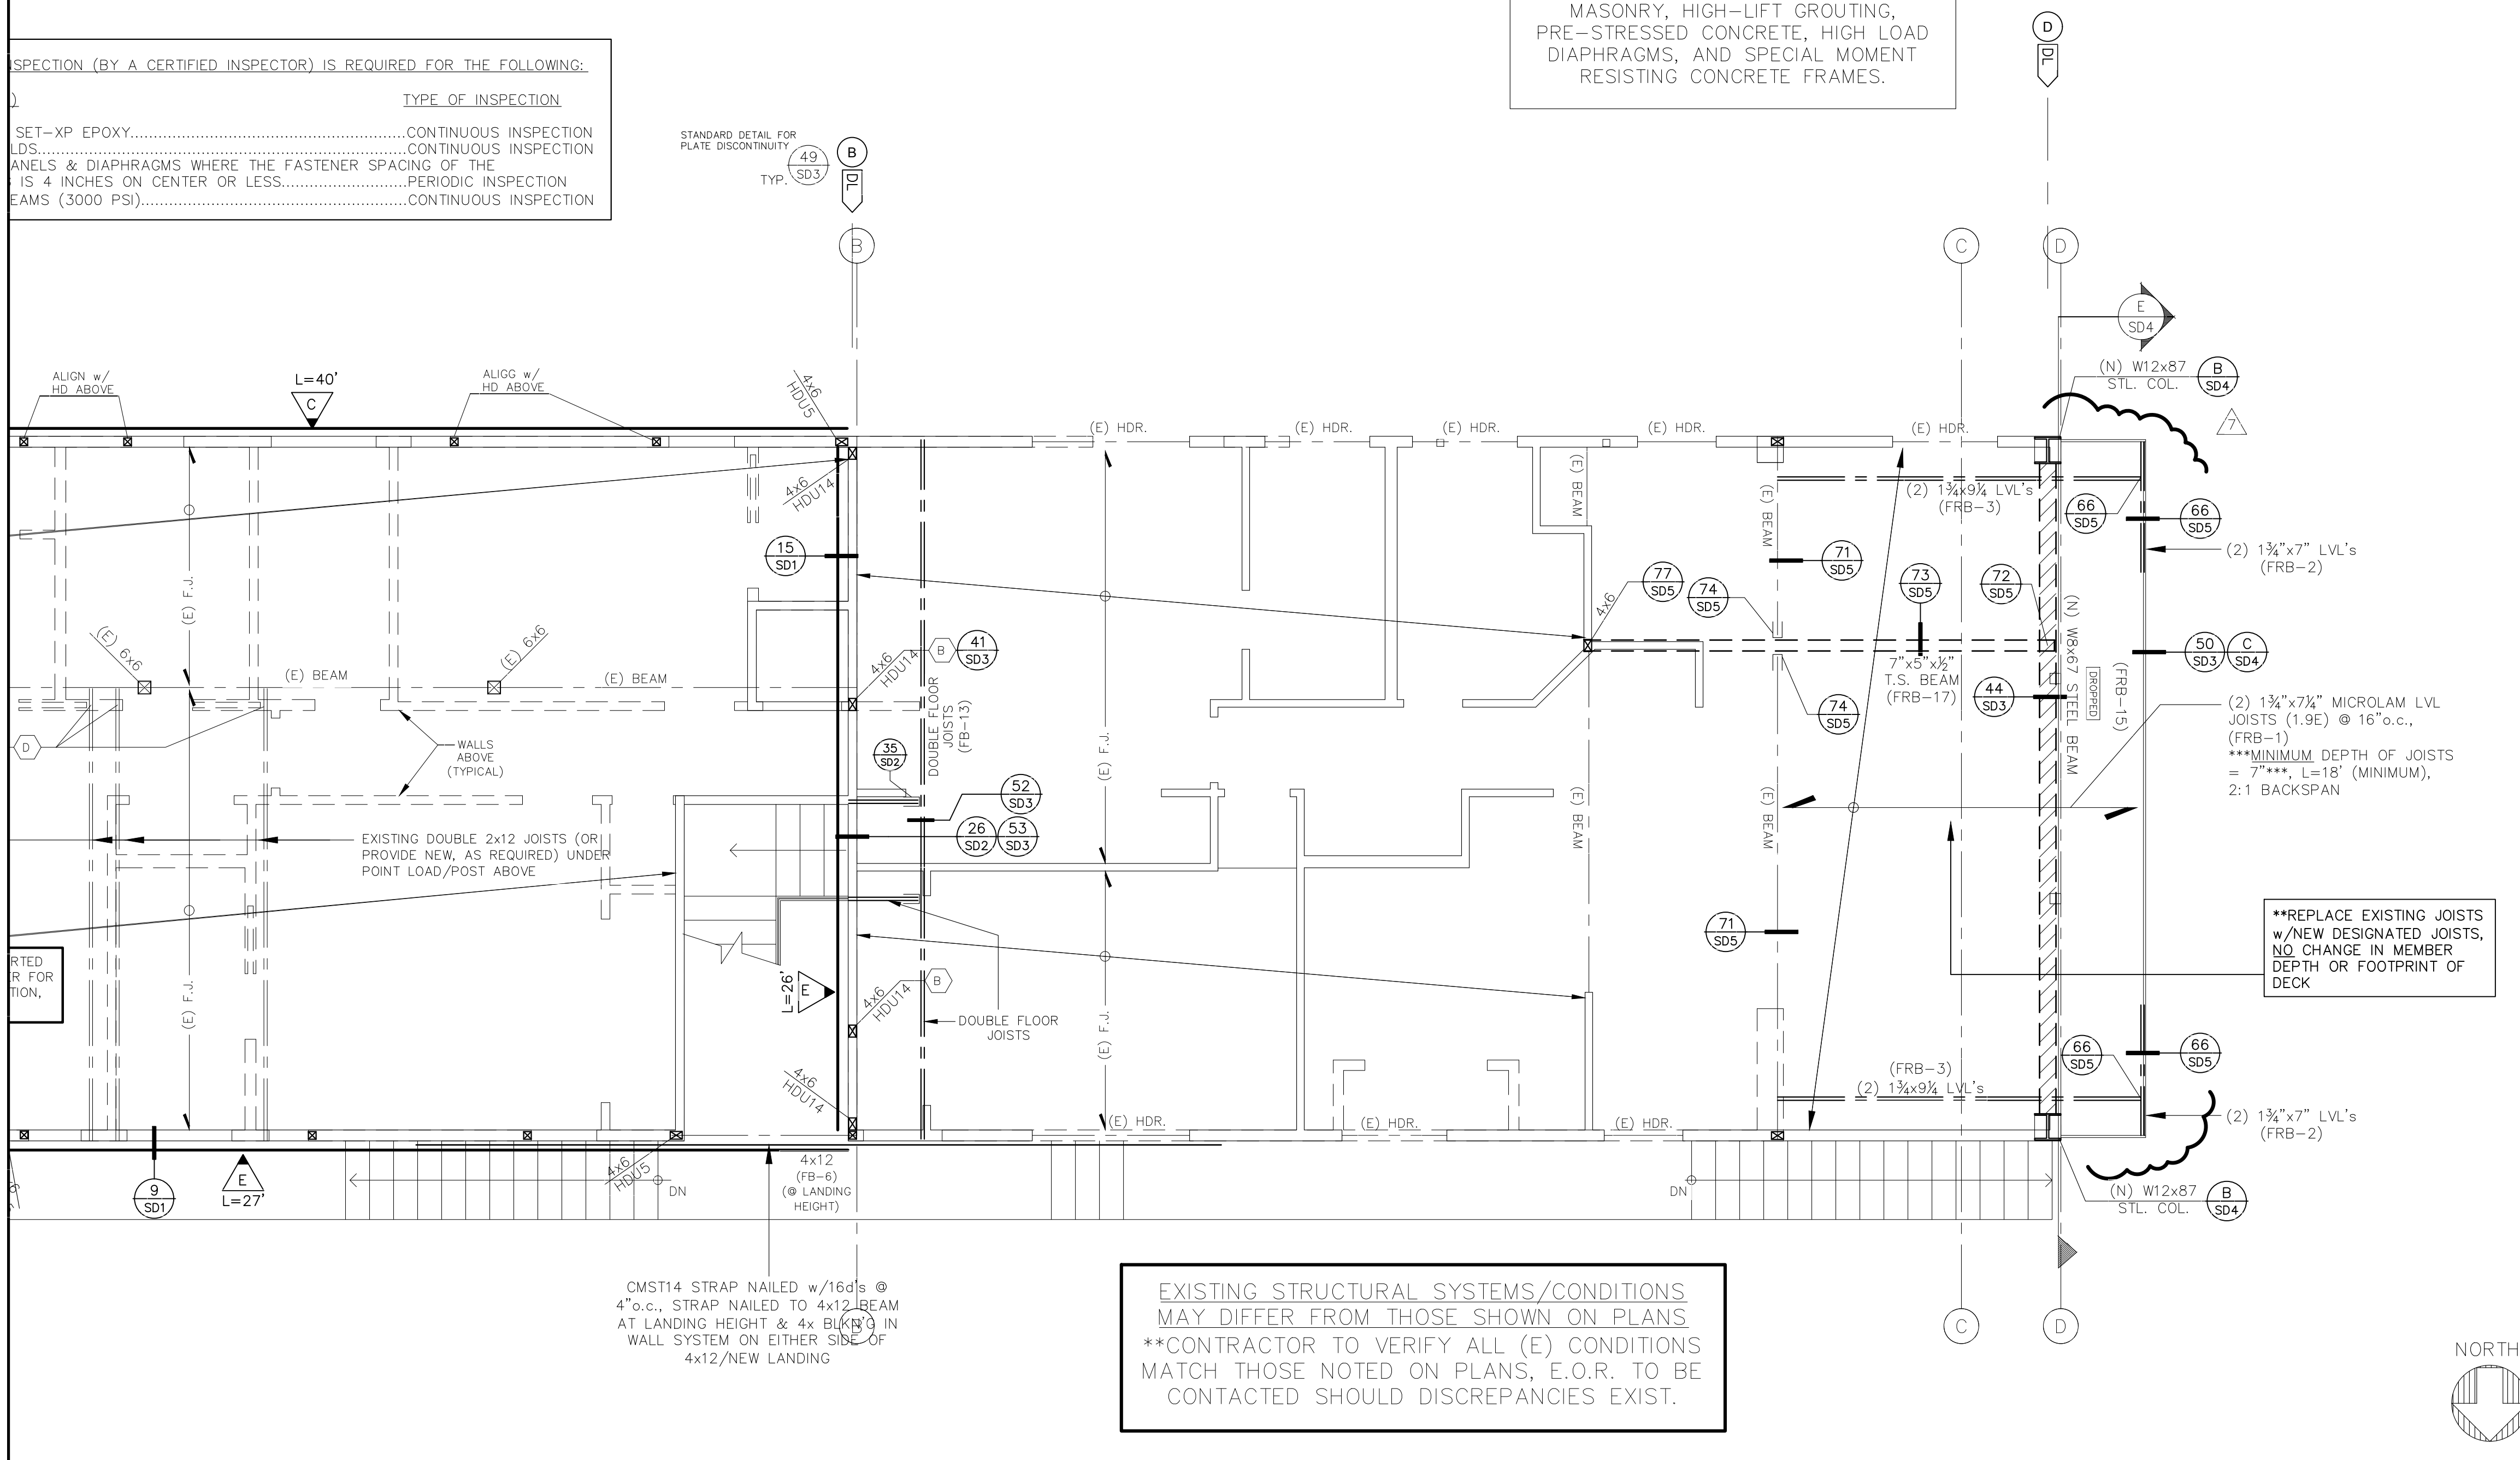 MASONRY, HIGH-LIFT GROUTING,
PRE-STRESSED CONCRETE, HIGH LOAD
DIAPHRAGMS, AND SPECIAL MOMENT
RESISTING CONCRETE FRAMES.
D
DL
SPECTION (BY A CERTIFIED INSPECTOR) IS REQUIRED FOR THE FOLLOWING:
) TYPE OF INSPECTION
SET-XP EPOXY...........................................................CONTINUOUS INSPECTION
LDS...............................................................................CONTINUOUS INSPECTION
ANELS & DIAPHRAGMS WHERE THE FASTENER SPACING OF THE
IS 4 INCHES ON CENTER OR LESS...........................PERIODIC INSPECTION
EAMS (3000 PSI).........................................................CONTINUOUS INSPECTION
STANDARD DETAIL FOR
PLATE DISCONTINUITY
TYP.
49
SD3
B
DL
B
C
D
E
SD4
ALIGN w/
HD ABOVE
L=40'
C
ALIGG w/
HD ABOVE
4x6
HDU5
(N) W12x87
STL. COL.
B
SD4
7
(E) HDR.
(E) HDR.
(E) HDR.
(E) HDR.
(E) HDR.
4x6
HDU14
(E) BEAM
(E) BEAM
(2) 1¾x9¼ LVL's
(FRB-3)
66
SD5
66
SD5
(2) 1¾"x7" LVL's
(FRB-2)
15
SD1
71
SD5
77
SD5
74
SD5
73
SD5
72
SD5
4x6
(E) F.J.
(E) 6x6
(E) 6x6
(E) BEAM
(E) BEAM
4x6
HDU14
B
41
SD3
7"x5"x½"
T.S. BEAM
(FRB-17)
(N) W8x67 STEEL BEAM
DROPPED
(FRB-15)
50
SD3
C
SD4
44
SD3
74
SD5
(2) 1¾"x7¼" MICROLAM LVL
JOISTS (1.9E) @ 16"o.c.,
(FRB-1)
***MINIMUM DEPTH OF JOISTS
= 7"***, L=18' (MINIMUM),
2:1 BACKSPAN
D
WALLS
ABOVE
(TYPICAL)
35
SD2
DOUBLE FLOOR
JOISTS
(FB-13)
(E) F.J.
52
SD3
26
SD2
53
SD3
(E) BEAM
(E) BEAM
EXISTING DOUBLE 2x12 JOISTS (OR
PROVIDE NEW, AS REQUIRED) UNDER
POINT LOAD/POST ABOVE
71
SD5
**REPLACE EXISTING JOISTS
w/NEW DESIGNATED JOISTS,
NO CHANGE IN MEMBER
DEPTH OR FOOTPRINT OF
DECK
RTED
ER FOR
TION,
(E) F.J.
L=26'
E
4x6
HDU14
B
DOUBLE FLOOR
JOISTS
(E) F.J.
4x6
HDU14
(FRB-3)
(2) 1¾x9¼ LVL's
66
SD5
66
SD5
(2) 1¾"x7" LVL's
(FRB-2)
(E) HDR.
(E) HDR.
(E) HDR.
9
SD1
E
L=27'
4x6
HDU5
DN
4x12
(FB-6)
(@ LANDING
HEIGHT)
DN
(N) W12x87
STL. COL.
B
SD4
CMST14 STRAP NAILED w/16d's @
4"o.c., STRAP NAILED TO 4x12 BEAM
AT LANDING HEIGHT & 4x BLKN'G IN
WALL SYSTEM ON EITHER SIDE OF
4x12/NEW LANDING
B
C
D
EXISTING STRUCTURAL SYSTEMS/CONDITIONS
MAY DIFFER FROM THOSE SHOWN ON PLANS
**CONTRACTOR TO VERIFY ALL (E) CONDITIONS
MATCH THOSE NOTED ON PLANS, E.O.R. TO BE
CONTACTED SHOULD DISCREPANCIES EXIST.
NORTH